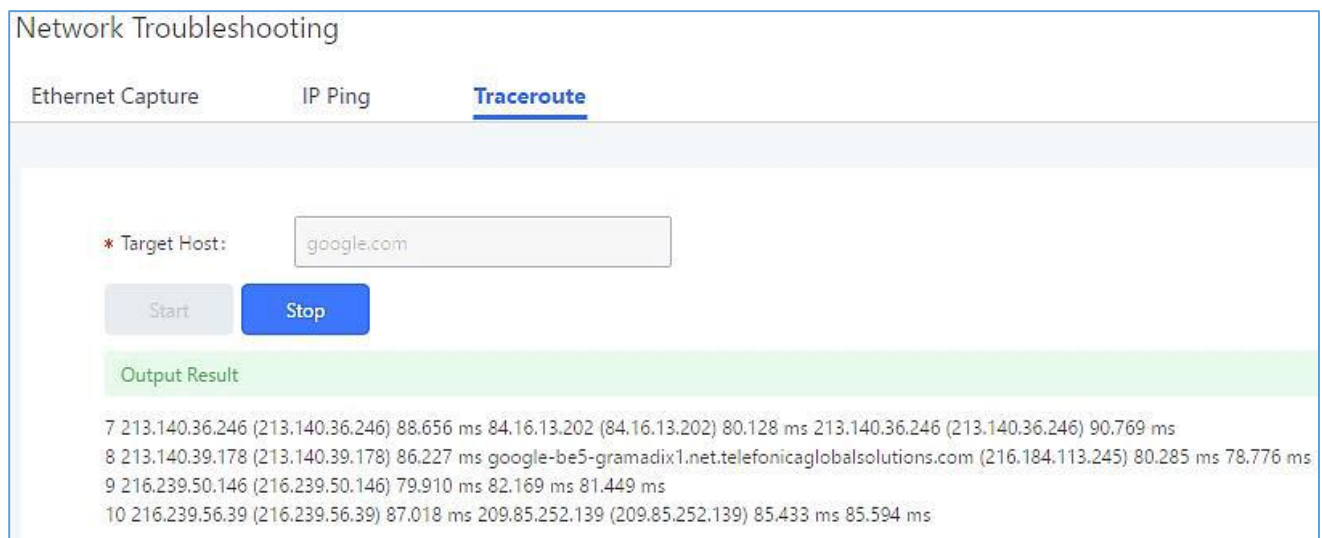 Network Troubleshooting
Ethernet Capture IP Ping Traceroute
* Target Host: google.com
Start Stop
Output Result
7 213.140.36.246 (213.140.36.246) 88.656 ms 84.16.13.202 (84.16.13.202) 80.128 ms 213.140.36.246 (213.140.36.246) 90.769 ms
8 213.140.39.178 (213.140.39.178) 86.227 ms google-be5-gramadix1.net.telefonicaglobalsolutions.com (216.184.113.245) 80.285 ms 78.776 ms
9 216.239.50.146 (216.239.50.146) 79.910 ms 82.169 ms 81.449 ms
10 216.239.56.39 (216.239.56.39) 87.018 ms 209.85.252.139 (209.85.252.139) 85.433 ms 85.594 ms